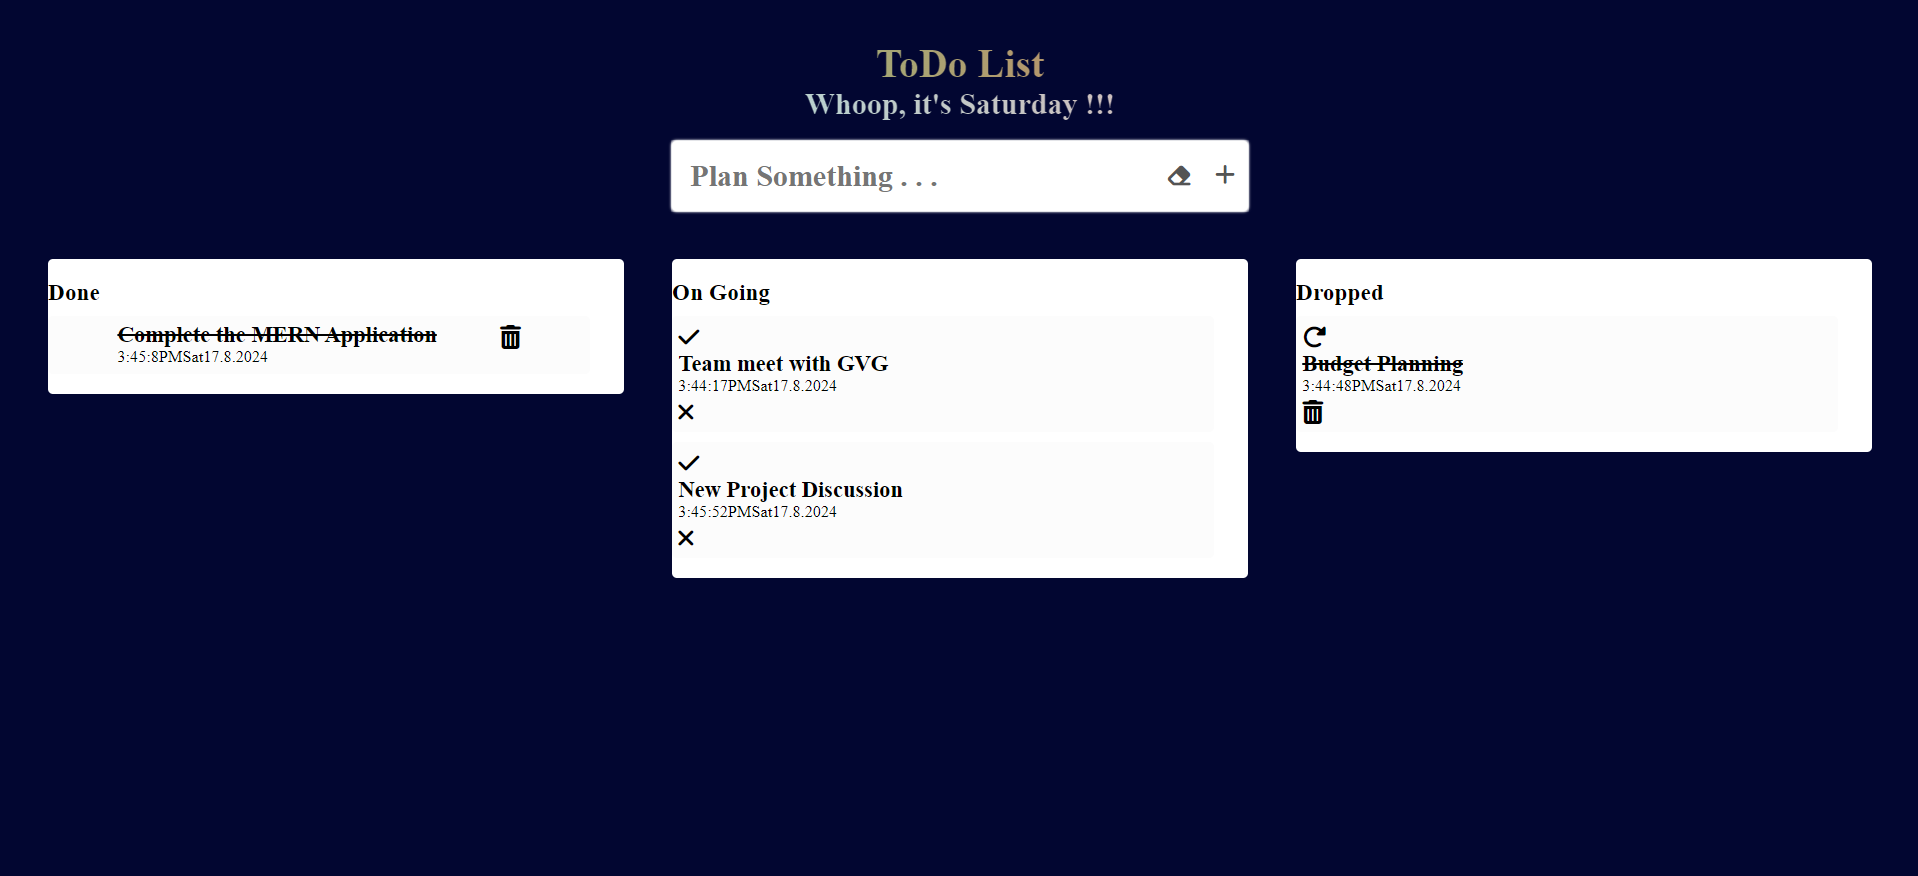 ToDo List
Whoop, it's Saturday !!!
Plan Something . . .
Done
Complete the MERN Application
3:45:8PMSat17.8.2024
On Going
Team meet with GVG
3:44:17PMSat17.8.2024
New Project Discussion
3:45:52PMSat17.8.2024
Dropped
Budget Planning
3:44:48PMSat17.8.2024